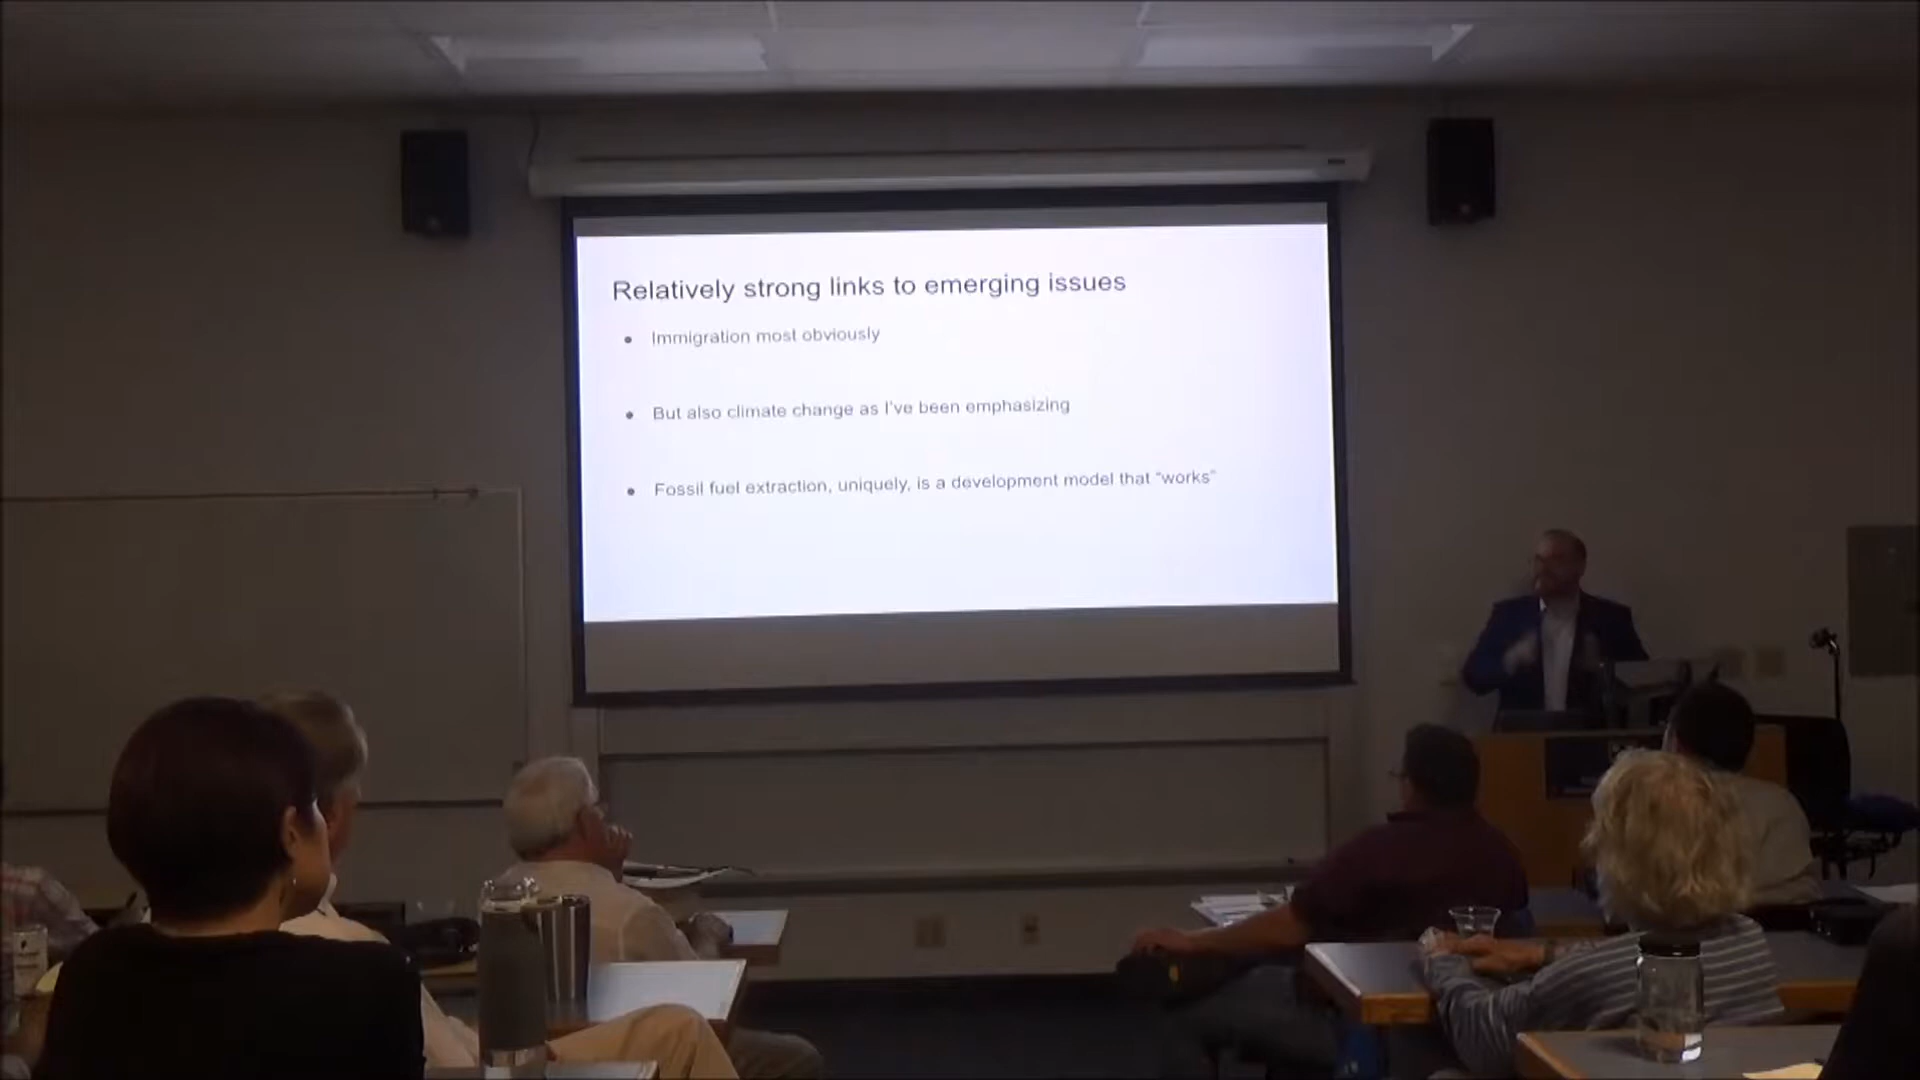 Relatively strong links to emerging issues
● Immigration most obviously
● But also climate change as I've been emphasizing
● Fossil fuel extraction, uniquely, is a development model that “works”